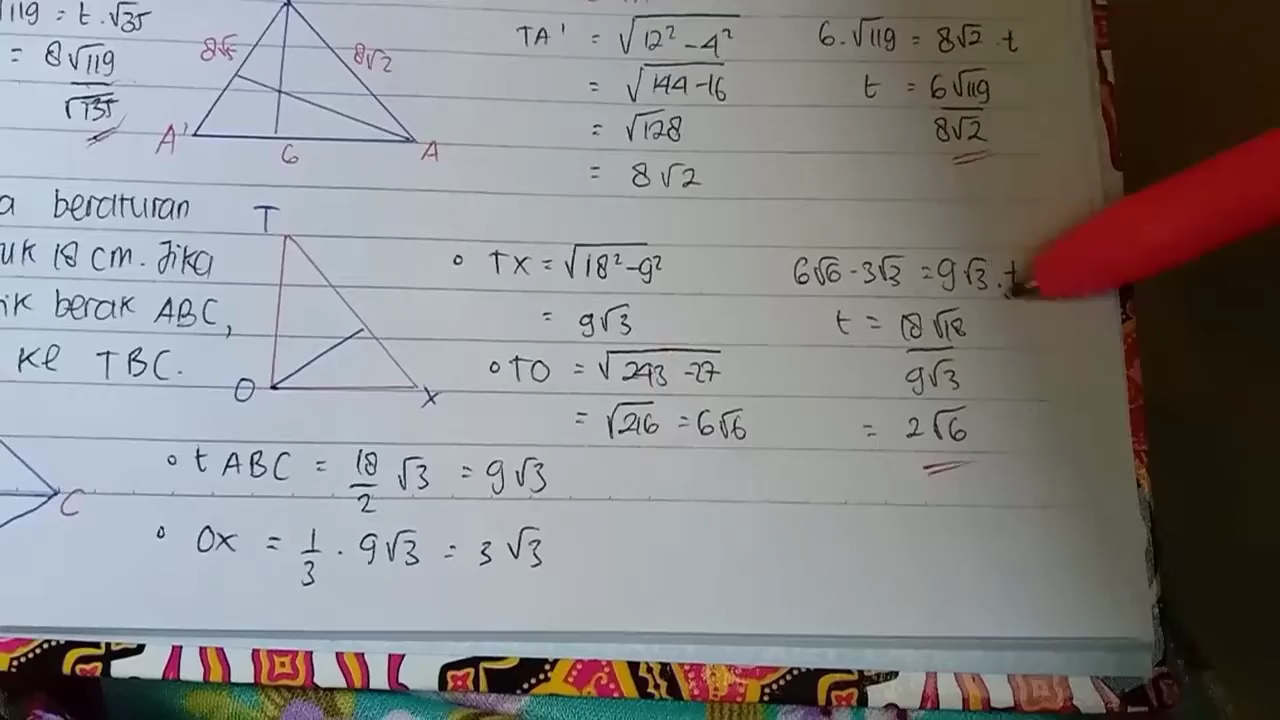 119 = t . √35
= 8√119
√135
8√2
A'
6
A
TA' = √12² - 4²
= √144 - 16
= √128
= 8√2
6 . √119 = 8√2 . t
t = 6√119
8√2
a beraturan
uk 18 cm. Jika
ik berak ABC,
ke TBC.
T
O
X
° TX = √18² - 9²
= 9√3
° TO = √243 - 27
= √216 = 6√6
6√6 - 3√3 = 9√3 . t
t = 18√18
9√3
= 2√6
C
° t ABC = 18/2 √3 = 9√3
° Ox = 1/3 . 9√3 = 3√3